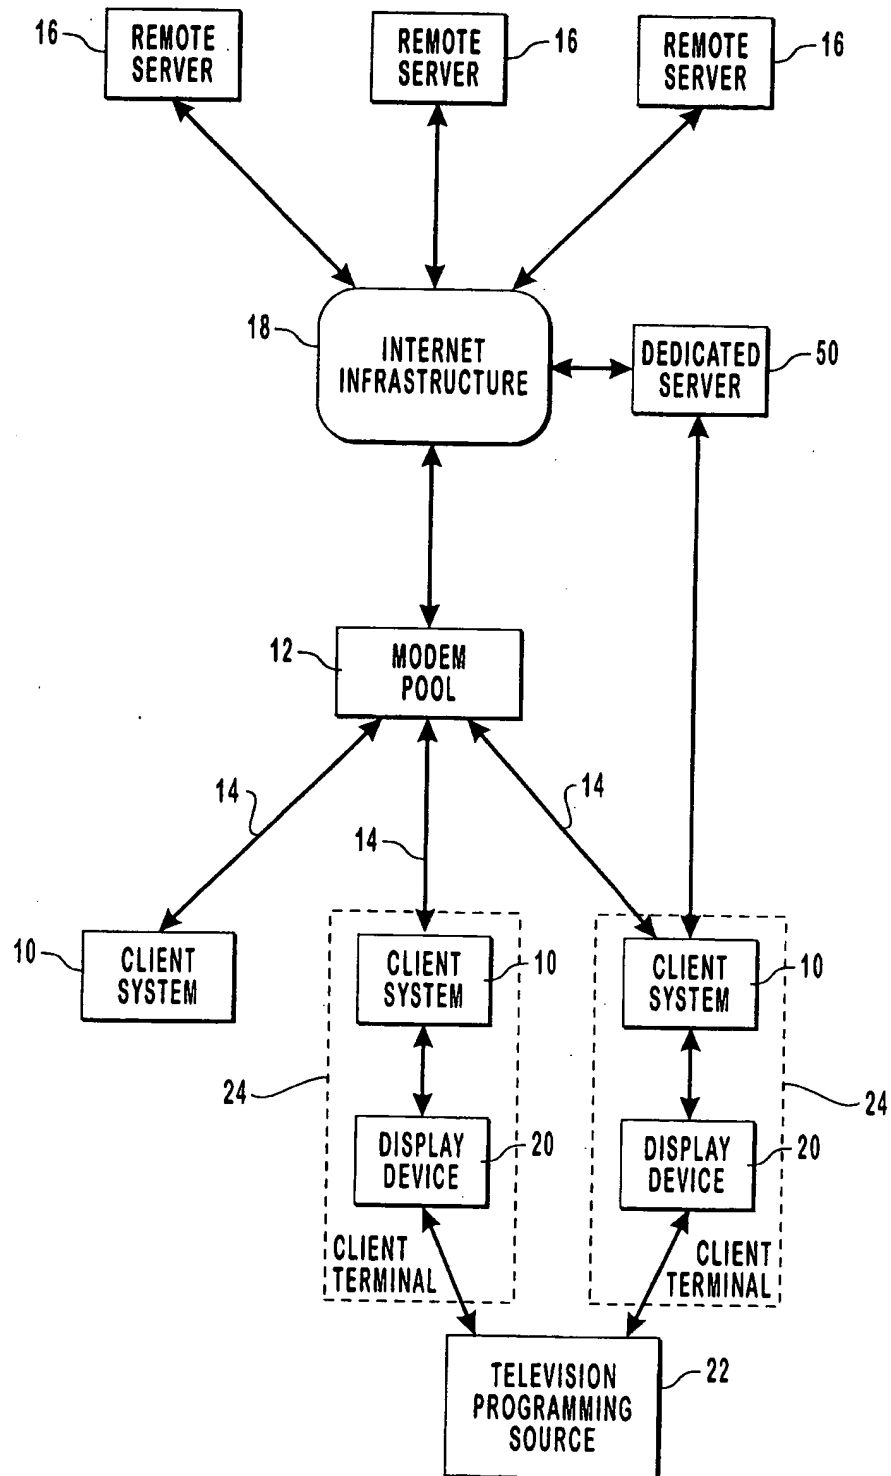 16
REMOTE
SERVER
REMOTE
SERVER
16
REMOTE
SERVER
16
18
INTERNET
INFRASTRUCTURE
DEDICATED
SERVER
50
12
MODEM
POOL
14
14
14
10
CLIENT
SYSTEM
CLIENT
SYSTEM
10
CLIENT
SYSTEM
10
24
24
DISPLAY
DEVICE
20
DISPLAY
DEVICE
20
CLIENT
TERMINAL
CLIENT
TERMINAL
TELEVISION
PROGRAMMING
SOURCE
22